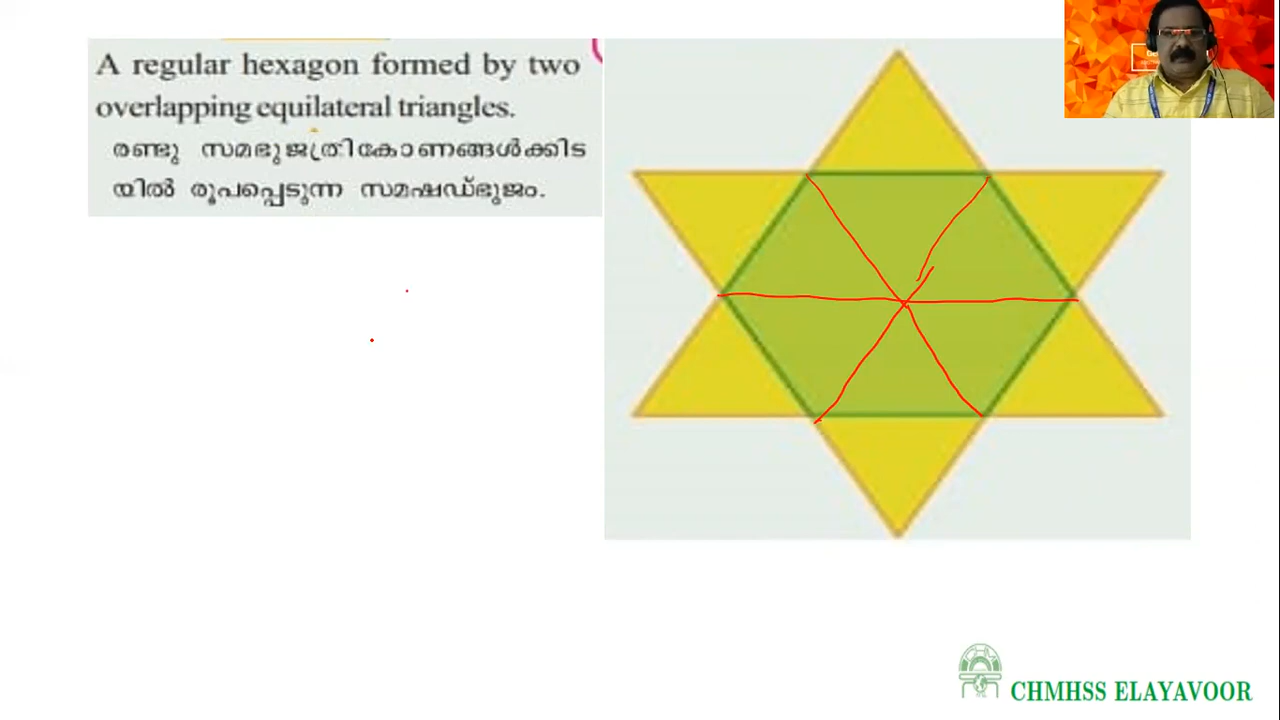 A regular hexagon formed by two
overlapping equilateral triangles.
രണ്ടു സമഭുജത്രികോണങ്ങൾക്കിട
യിൽ രൂപപ്പെടുന്ന സമഷഡ്ഭുജം.
CHMHSS ELAYAVOOR